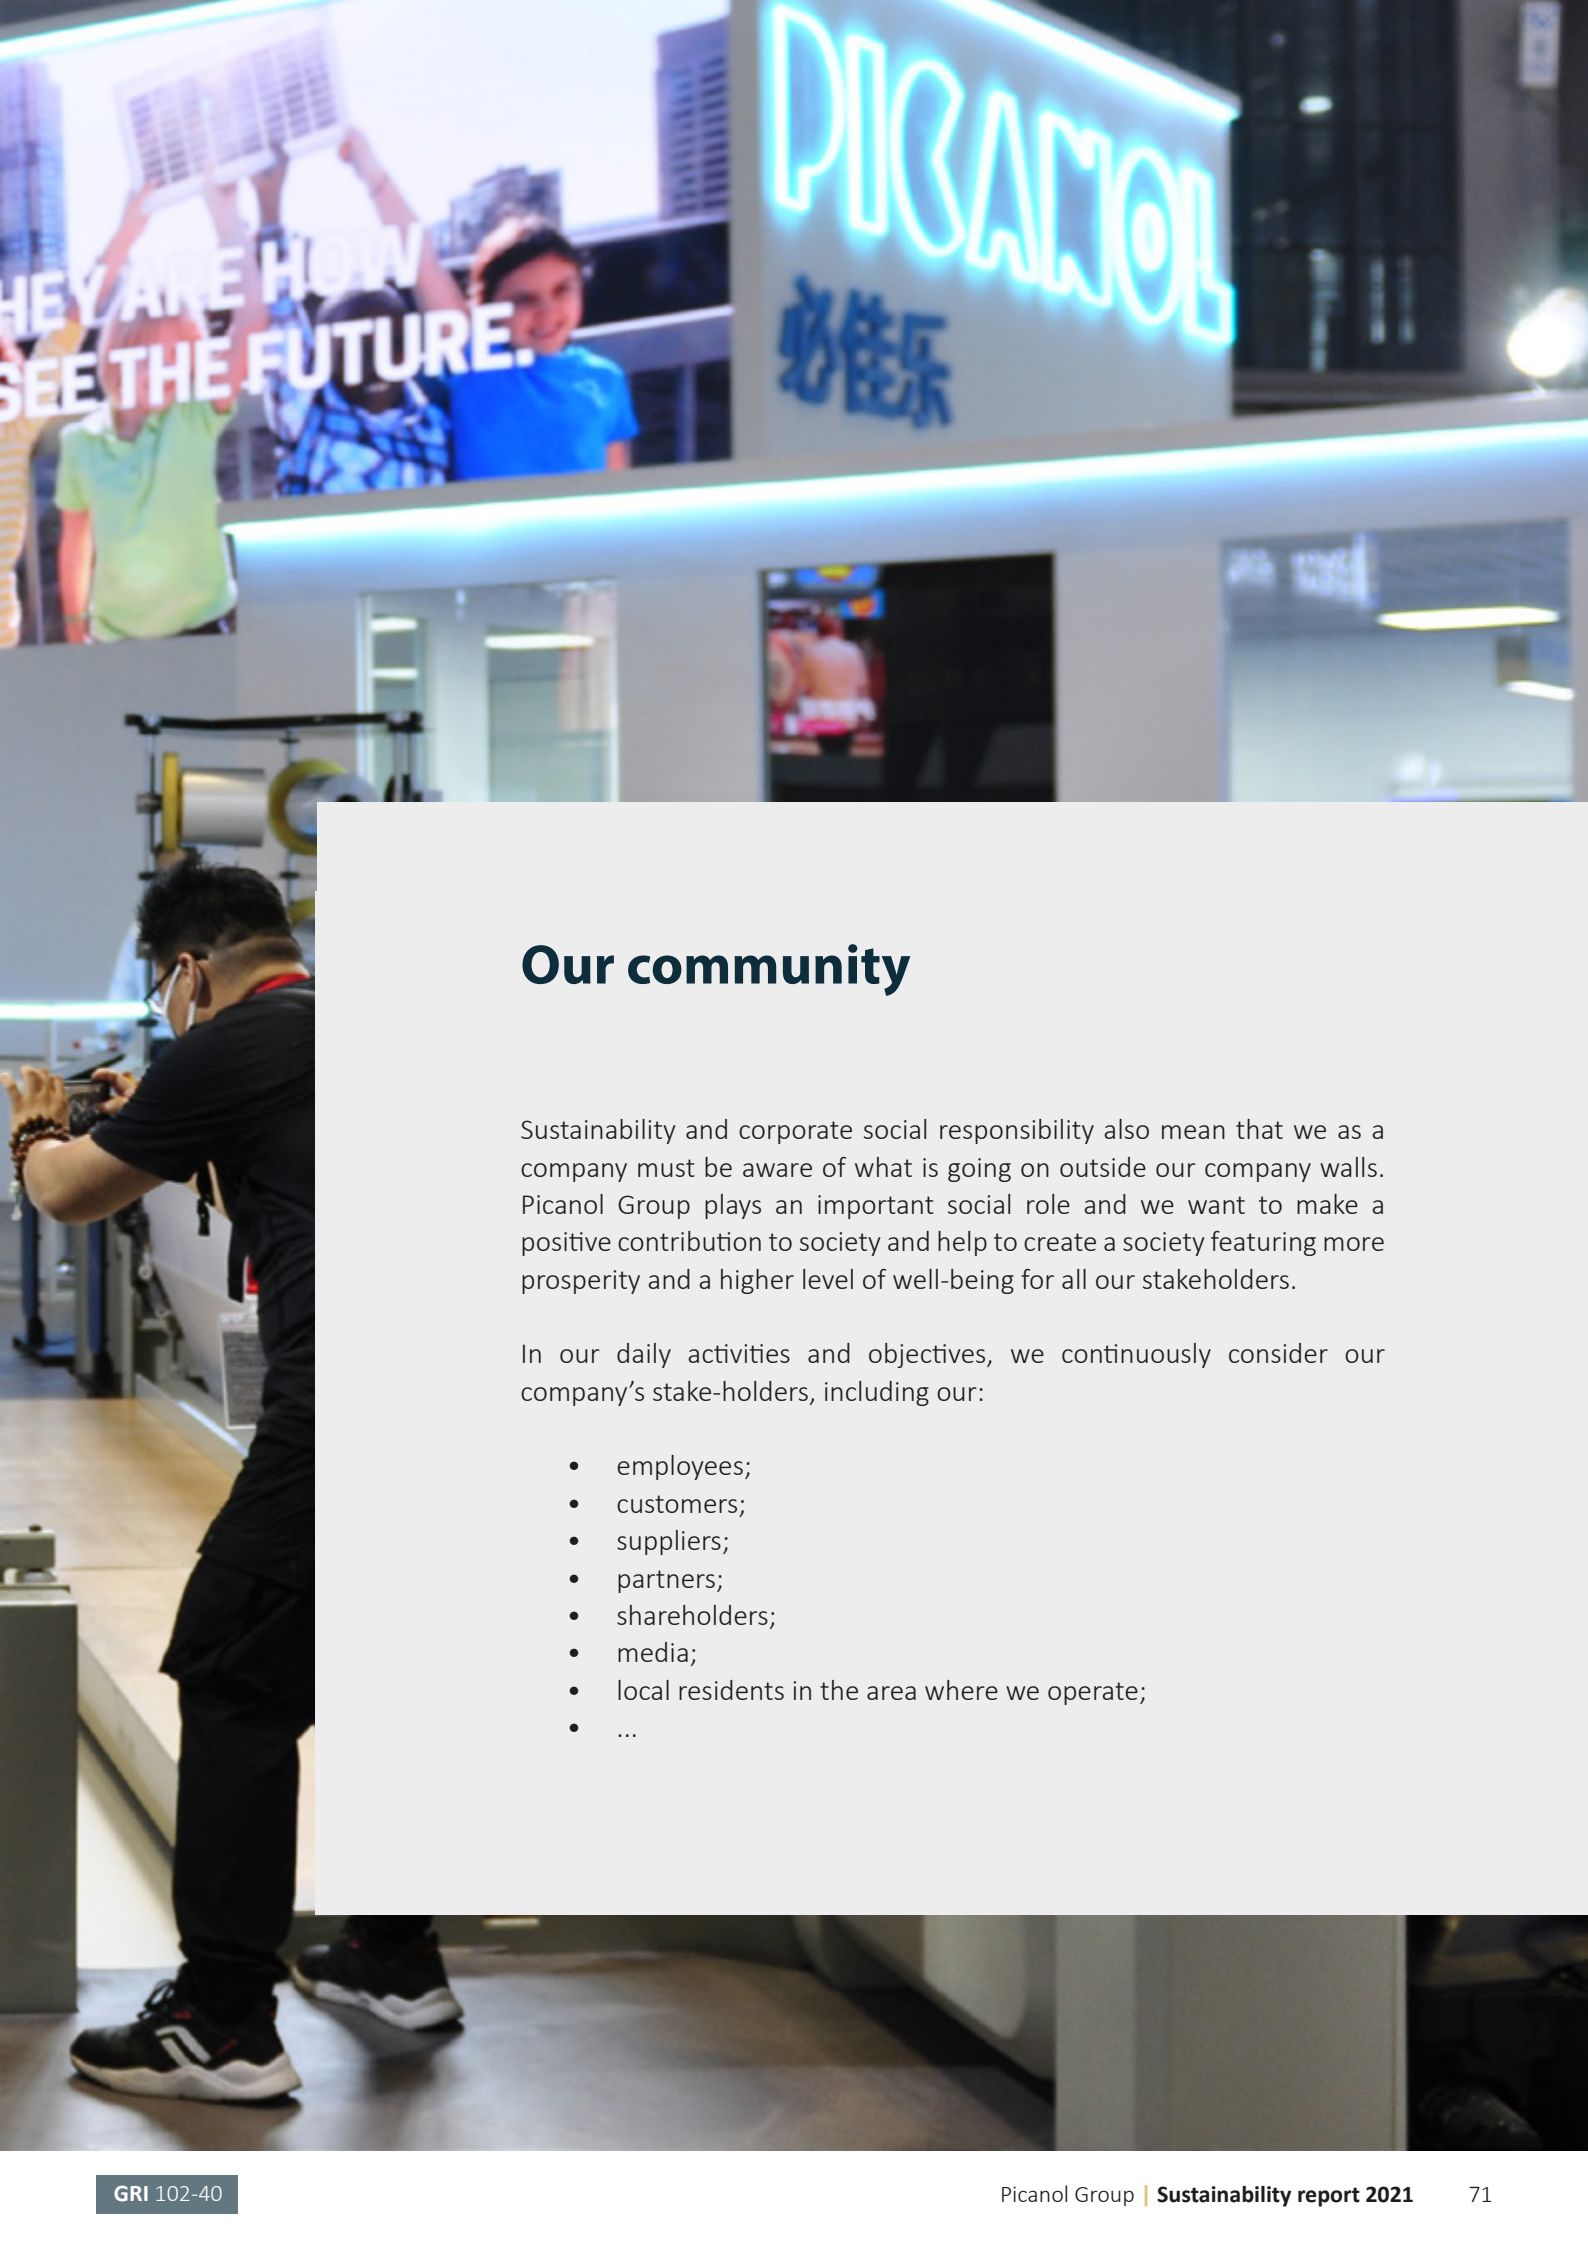 PICANOL
必佳乐
HEY ARE HOW
SEE THE FUTURE.
Our community
Sustainability and corporate social responsibility also mean that we as a
company must be aware of what is going on outside our company walls.
Picanol Group plays an important social role and we want to make a
positive contribution to society and help to create a society featuring more
prosperity and a higher level of well-being for all our stakeholders.
In our daily activities and objectives, we continuously consider our
company’s stake-holders, including our:
• employees;
• customers;
• suppliers;
• partners;
• shareholders;
• media;
• local residents in the area where we operate;
• ...
GRI 102-40
Picanol Group | Sustainability report 2021 71